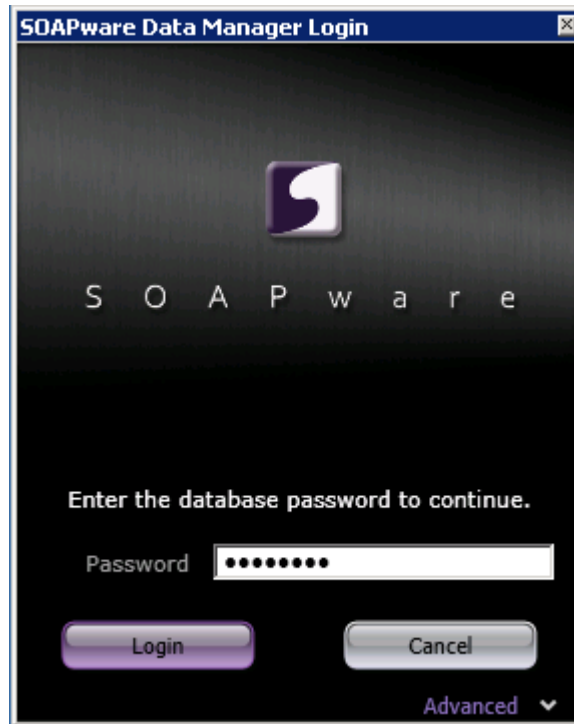 SOAPware Data Manager Login
S O A P w a r e
Enter the database password to continue.
Password ●●●●●●●●
Login Cancel
Advanced